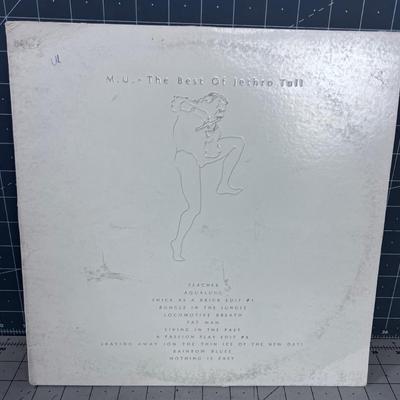 M.U. - The Best Of Jethro Tull
TEACHER
AQUALUNG
THICK AS A BRICK EDIT #1
BUNGLE IN THE JUNGLE
LOCOMOTIVE BREATH
FAT MAN
LIVING IN THE PAST
A PASSION PLAY EDIT #8
SKATING AWAY (ON THE THIN ICE OF THE NEW DAY)
RAINBOW BLUES
NOTHING IS EASY